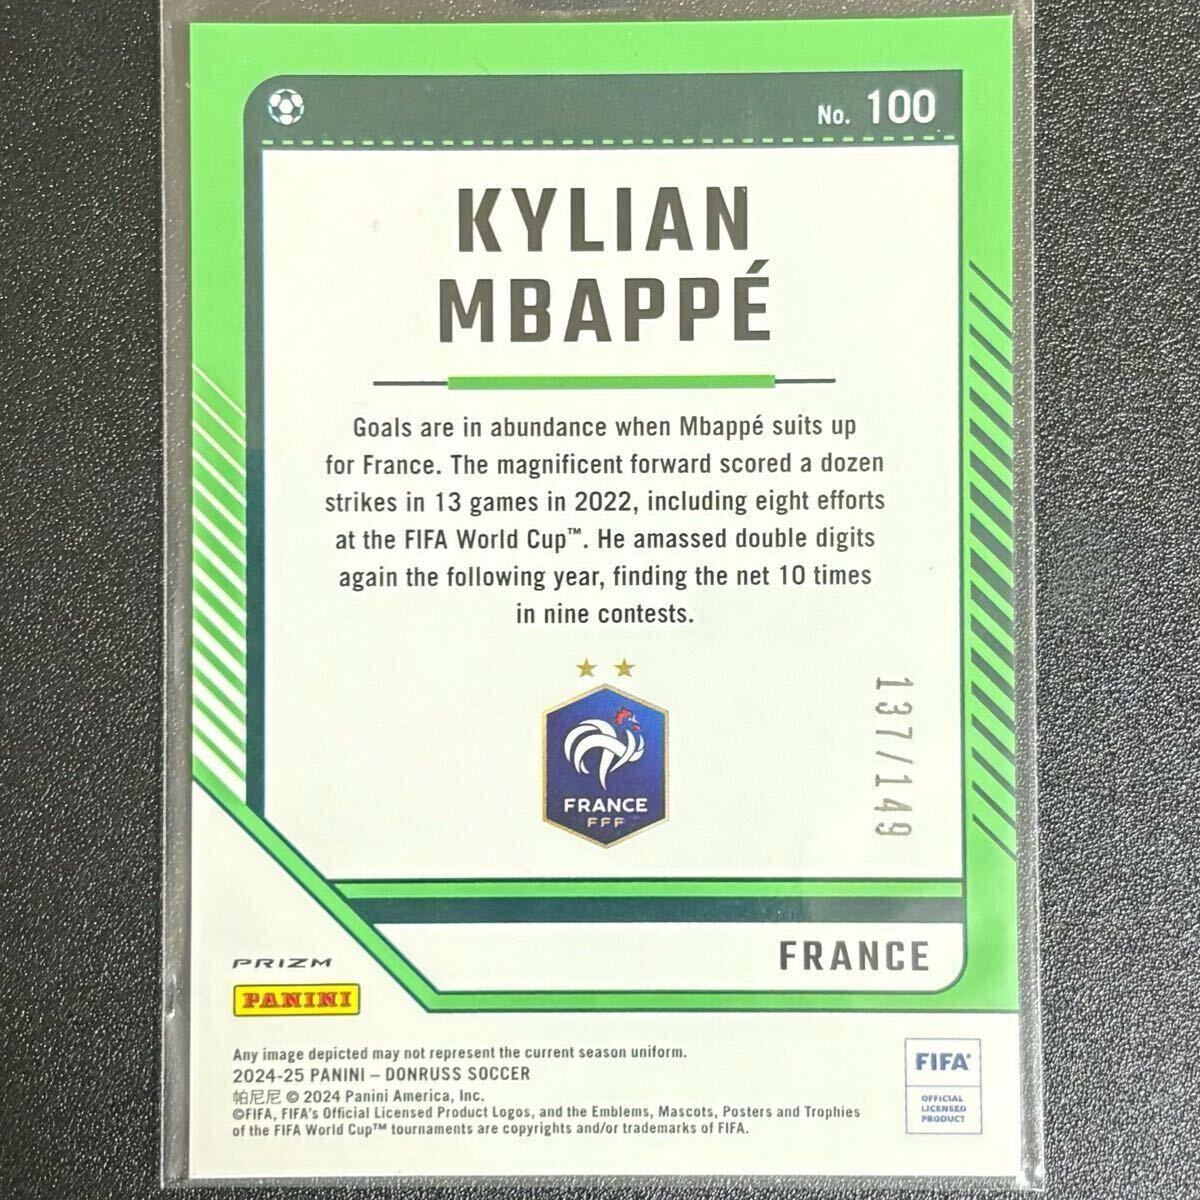 No. 100
KYLIAN
MBAPPÉ
Goals are in abundance when Mbappé suits up
for France. The magnificent forward scored a dozen
strikes in 13 games in 2022, including eight efforts
at the FIFA World Cup™. He amassed double digits
again the following year, finding the net 10 times
in nine contests.
FRANCE
FFF
137/149
FRANCE
PRIZM
PANINI
Any image depicted may not represent the current season uniform.
2024-25 PANINI – DONRUSS SOCCER
帕尼尼 © 2024 Panini America, Inc.
©FIFA, FIFA's Official Licensed Product Logos, and the Emblems, Mascots, Posters and Trophies
of the FIFA World Cup™ tournaments are copyrights and/or trademarks of FIFA.
FIFA®
OFFICIAL
LICENSED
PRODUCT